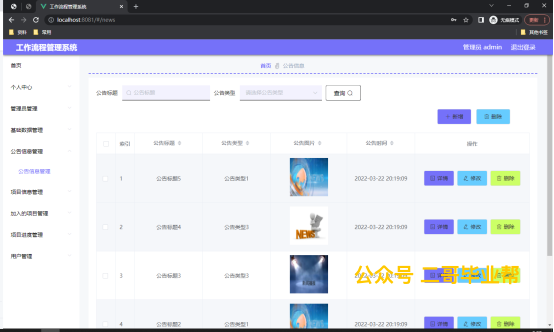 工作流程管理系统
localhost:8081/#/news
无痕模式
更新
资料
常用
其他书签
工作流程管理系统
管理员 admin
退出登录
首页
个人中心
管理员管理
基础数据管理
公告信息管理
公告信息管理
项目信息管理
加入的项目管理
项目进度管理
用户管理
首页 公告信息
公告标题 公告标题 公告类型 请选择公告类型 查询
+ 新增 删除
索引 公告标题 公告类型 公告图片 公告时间 操作
1 公告标题5 公告类型1 2022-03-22 20:19:09 详情 修改 删除
2 公告标题4 公告类型3 NEWS 2022-03-22 20:19:09 详情 修改 删除
3 公告标题3 公告类型3 2022-03-22 20:19:09 详情 修改 删除
公众号 二哥毕业帮
4 公告标题2 公告类型1 2022-03-22 20:19:09 详情 修改 删除